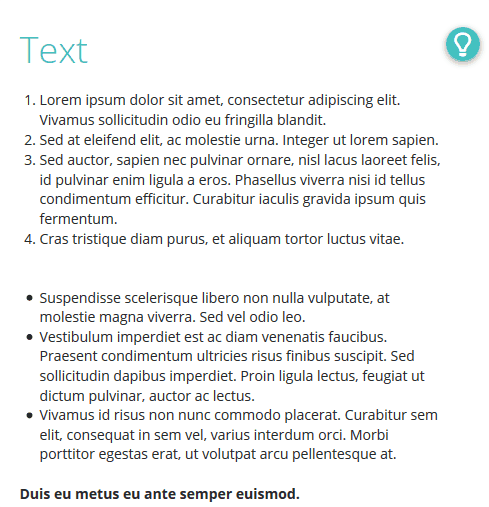 Text
1. Lorem ipsum dolor sit amet, consectetur adipiscing elit.
Vivamus sollicitudin odio eu fringilla blandit.
2. Sed at eleifend elit, ac molestie urna. Integer ut lorem sapien.
3. Sed auctor, sapien nec pulvinar ornare, nisl lacus laoreet felis,
id pulvinar enim ligula a eros. Phasellus viverra nisi id tellus
condimentum efficitur. Curabitur iaculis gravida ipsum quis
fermentum.
4. Cras tristique diam purus, et aliquam tortor luctus vitae.
• Suspendisse scelerisque libero non nulla vulputate, at
molestie magna viverra. Sed vel odio leo.
• Vestibulum imperdiet est ac diam venenatis faucibus.
Praesent condimentum ultricies risus finibus suscipit. Sed
sollicitudin dapibus imperdiet. Proin ligula lectus, feugiat ut
dictum pulvinar, auctor ac lectus.
• Vivamus id risus non nunc commodo placerat. Curabitur sem
elit, consequat in sem vel, varius interdum orci. Morbi
porttitor egestas erat, ut volutpat arcu pellentesque at.
Duis eu metus eu ante semper euismod.